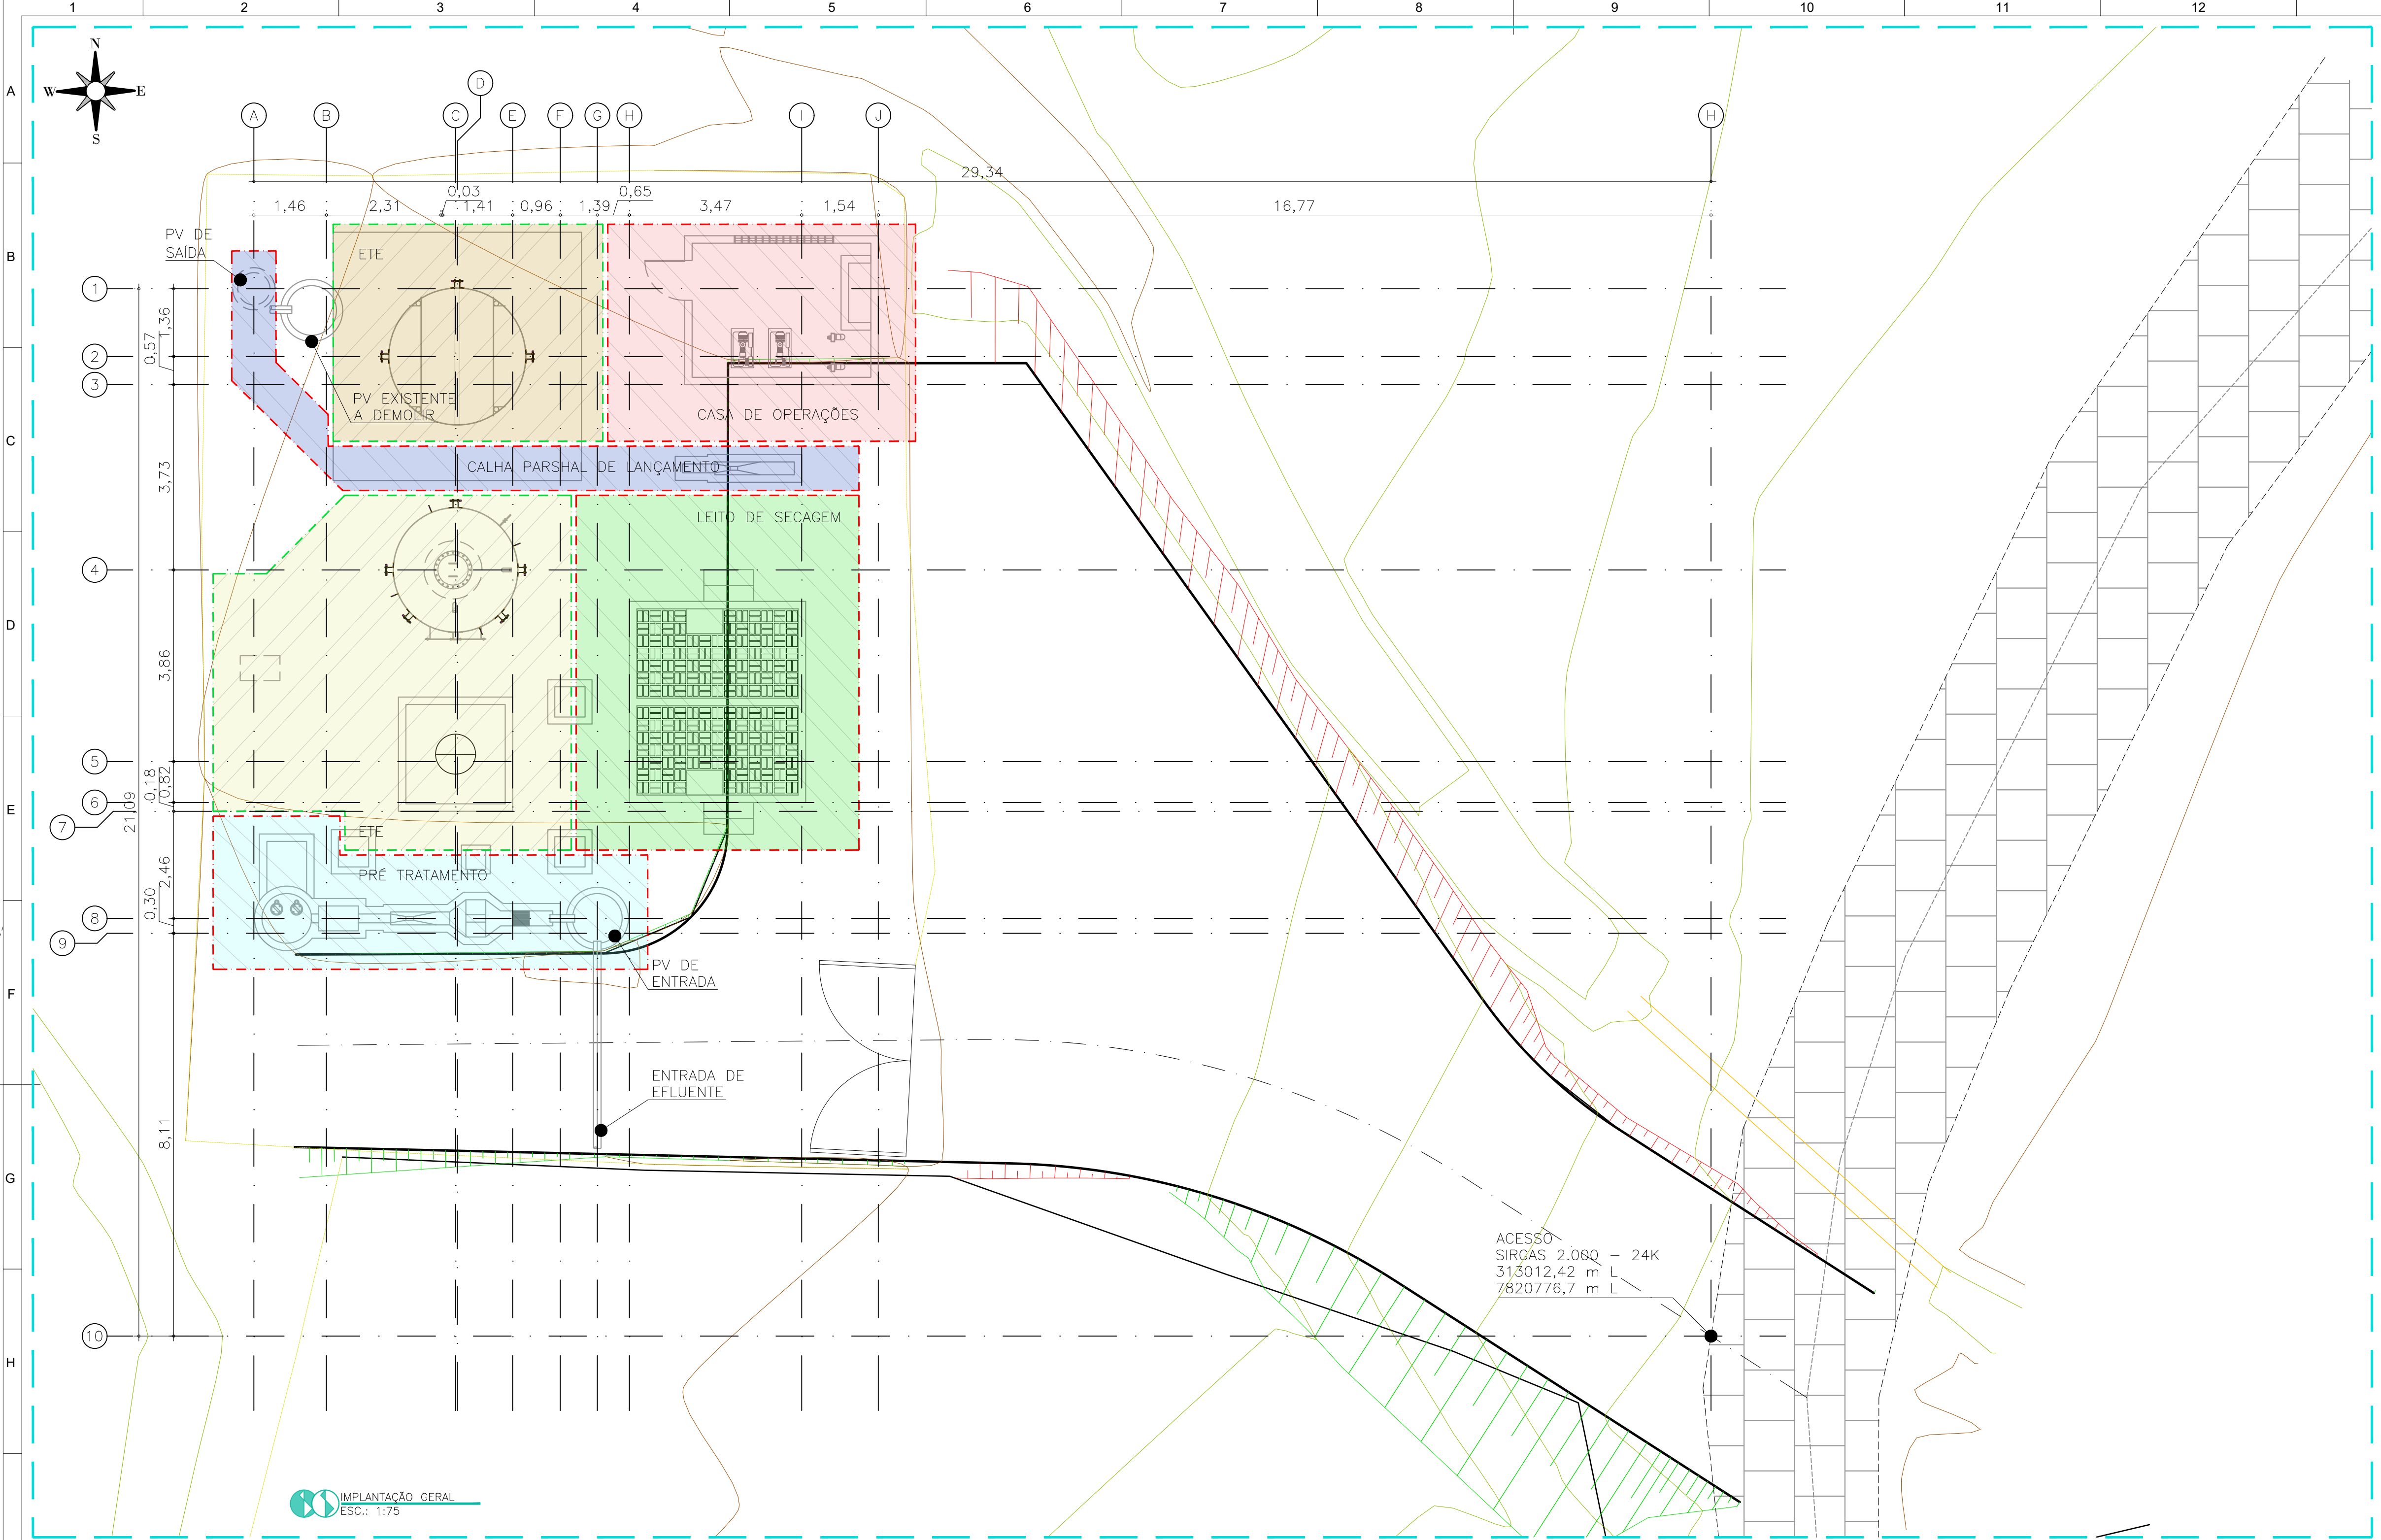 1 2 3 4 5 6 7 8 9 10 11 12
A
B
C
D
E
F
G
H
N
W E
S
D
A B C E F G H I J H
29,34
0,03 0,65
1,46 2,31 1,41 0,96 1,39 3,47 1,54 16,77
PV DE
SAÍDA
ETE
1
1,36
0,57
2
3
PV EXISTENTE
A DEMOLIR
CASA DE OPERAÇÕES
3,73
CALHA PARSHAL DE LANÇAMENTO
LEITO DE SECAGEM
4
3,86
5
0,18
0,82
6
7
21,09
ETE
2,46
PRÉ TRATAMENTO
0,30
8
9
PV DE
ENTRADA
ENTRADA DE
EFLUENTE
8,11
ACESSO
SIRGAS 2.000 – 24K
313012,42 m L
7820776,7 m L
10
IMPLANTAÇÃO GERAL
ESC.: 1:75